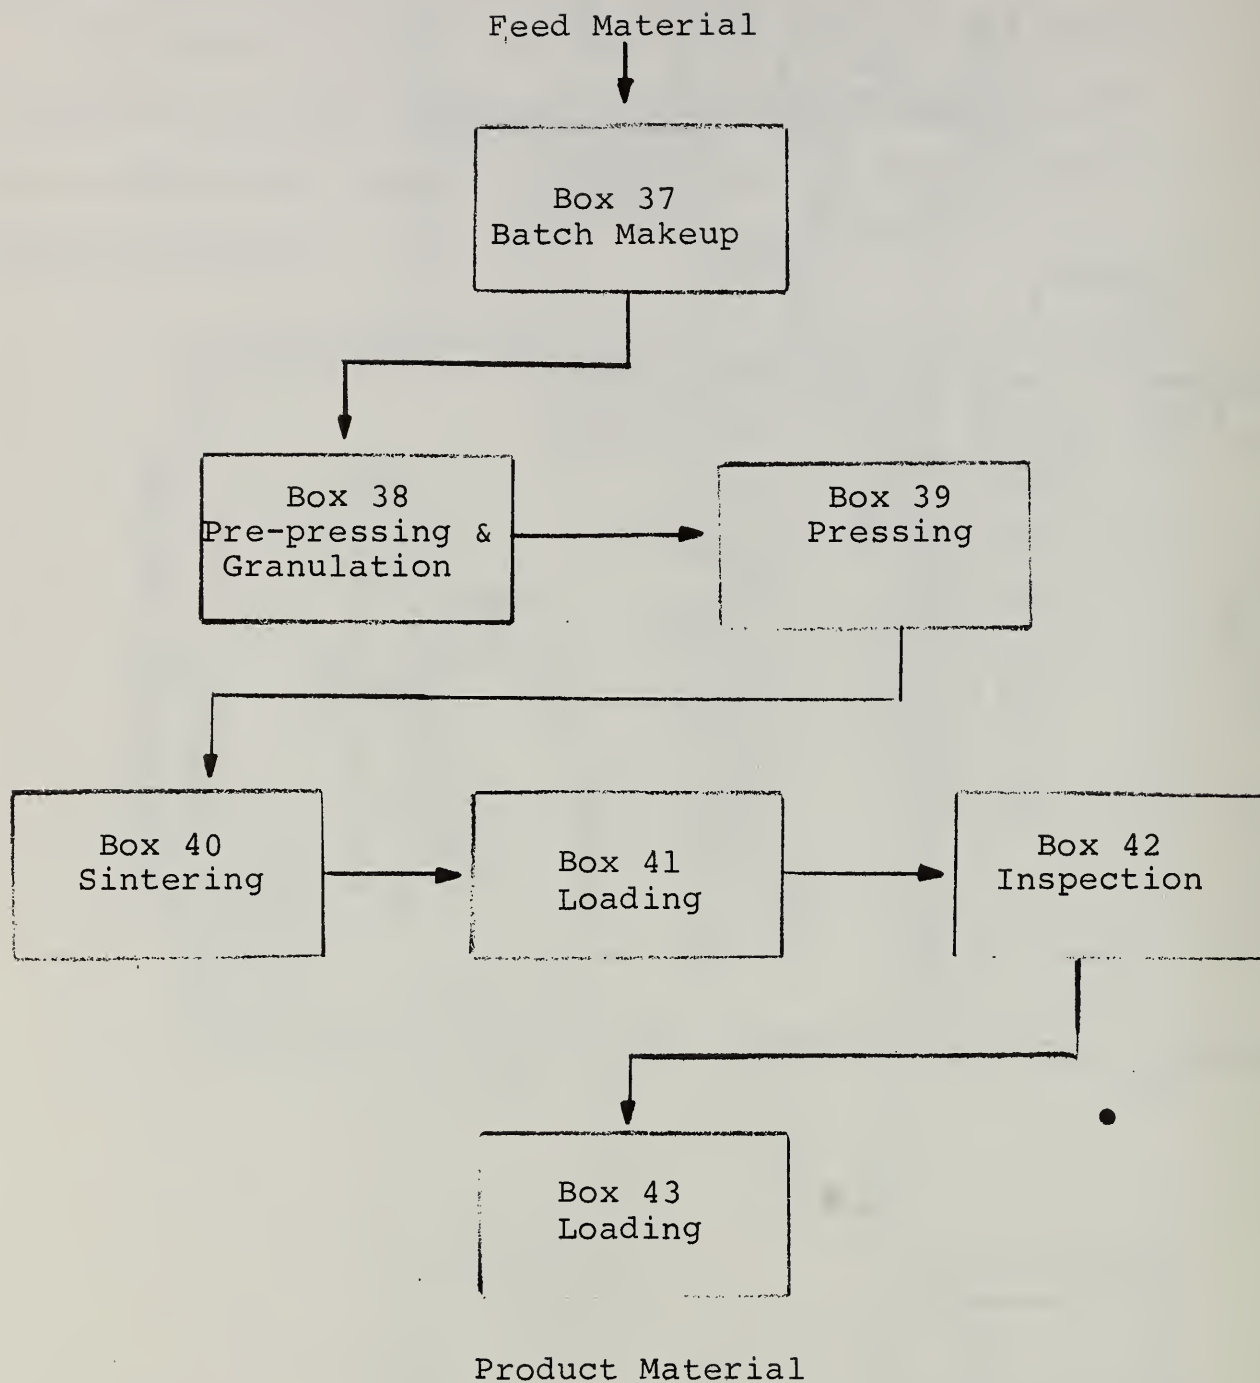 Feed Material
Box 37
Batch Makeup
Box 38
Pre-pressing &
Granulation
Box 39
Pressing
Box 40
Sintering
Box 41
Loading
Box 42
Inspection
Box 43
Loading
Product Material